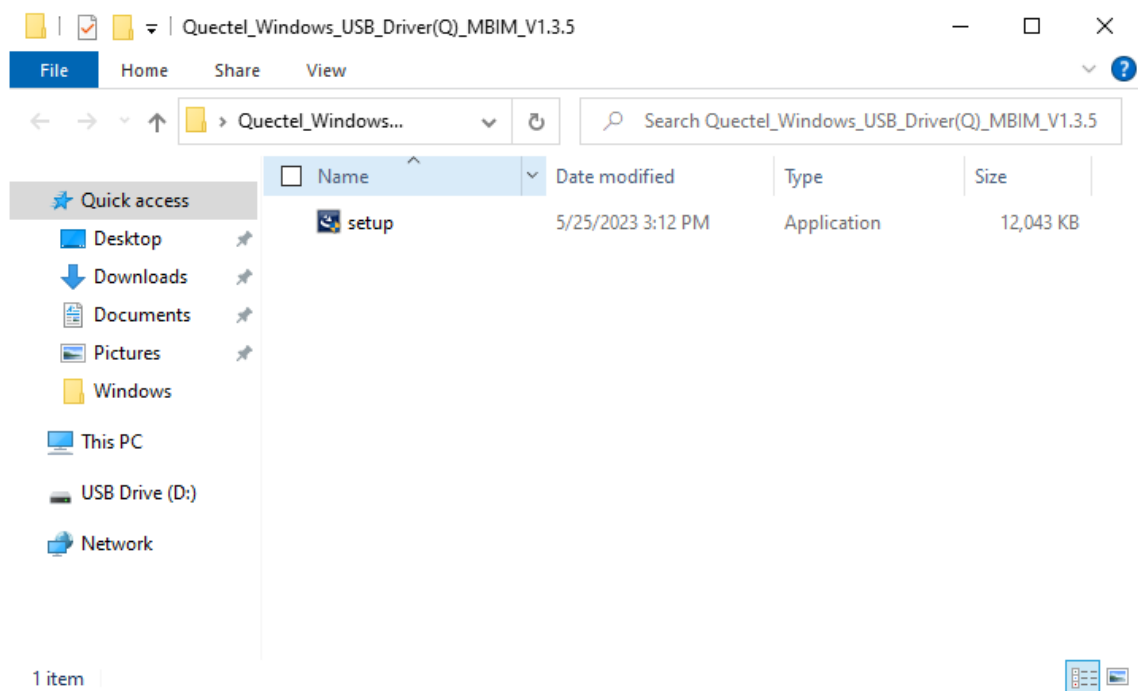 Quectel_Windows_USB_Driver(Q)_MBIM_V1.3.5
File Home Share View
Quectel_Windows... Search Quectel_Windows_USB_Driver(Q)_MBIM_V1.3.5
Name Date modified Type Size
setup 5/25/2023 3:12 PM Application 12,043 KB
Quick access
Desktop
Downloads
Documents
Pictures
Windows
This PC
USB Drive (D:)
Network
1 item